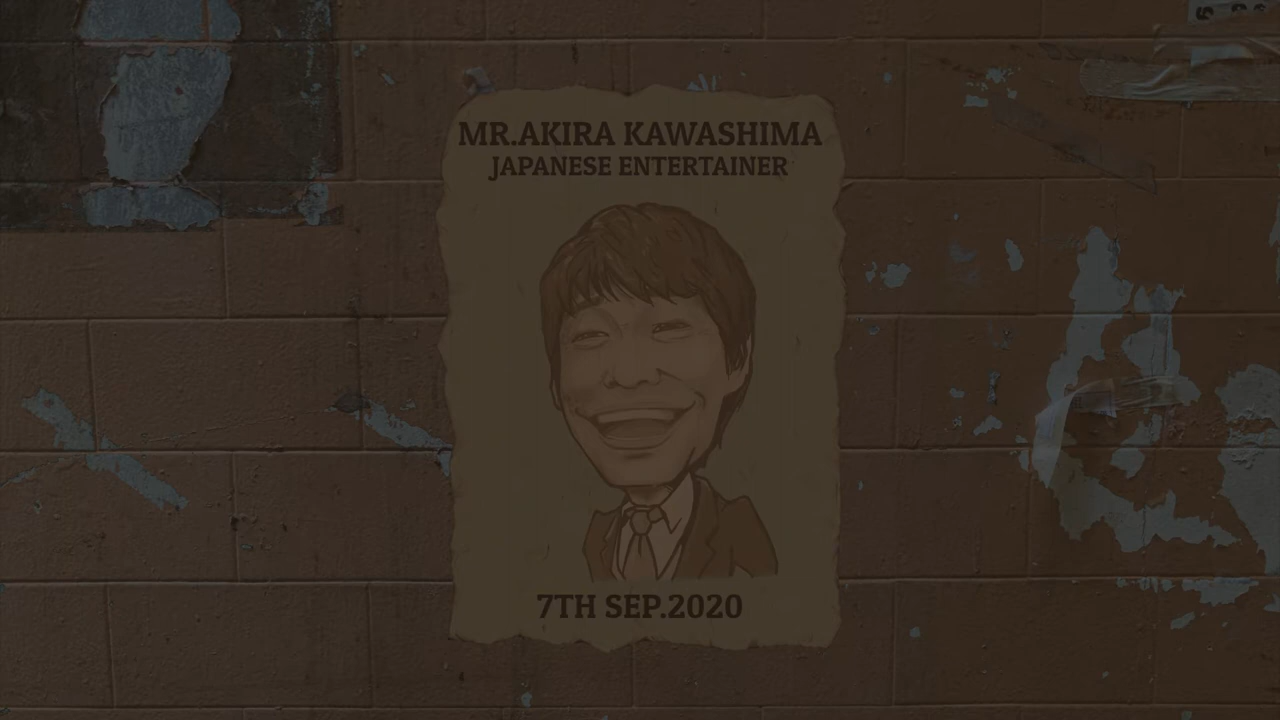 MR.AKIRA KAWASHIMA
JAPANESE ENTERTAINER
7TH SEP.2020